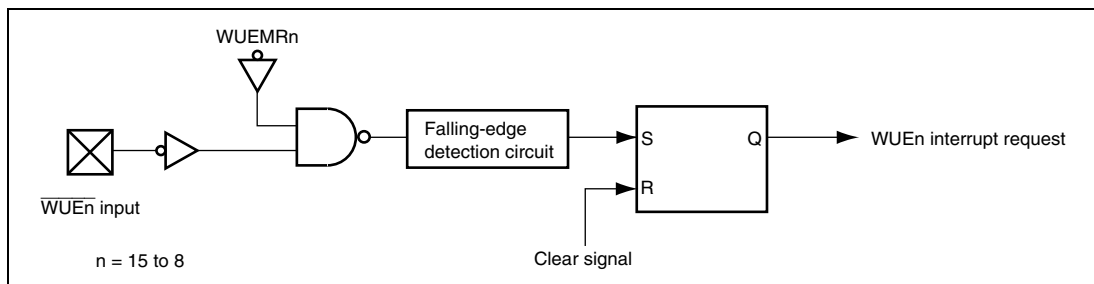 WUEMRn
Falling-edge
detection circuit
S
Q
WUEn interrupt request
R
WUEn input
Clear signal
n = 15 to 8